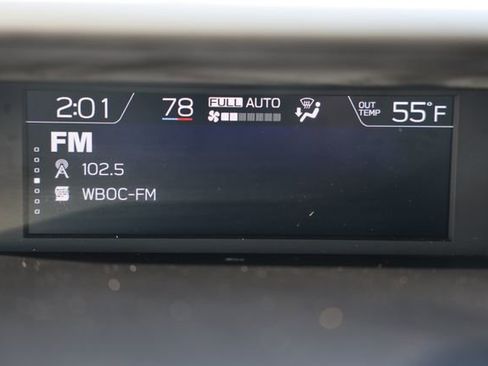 2:01 78 FULL AUTO OUT TEMP 55°F
FM
102.5
WBOC-FM